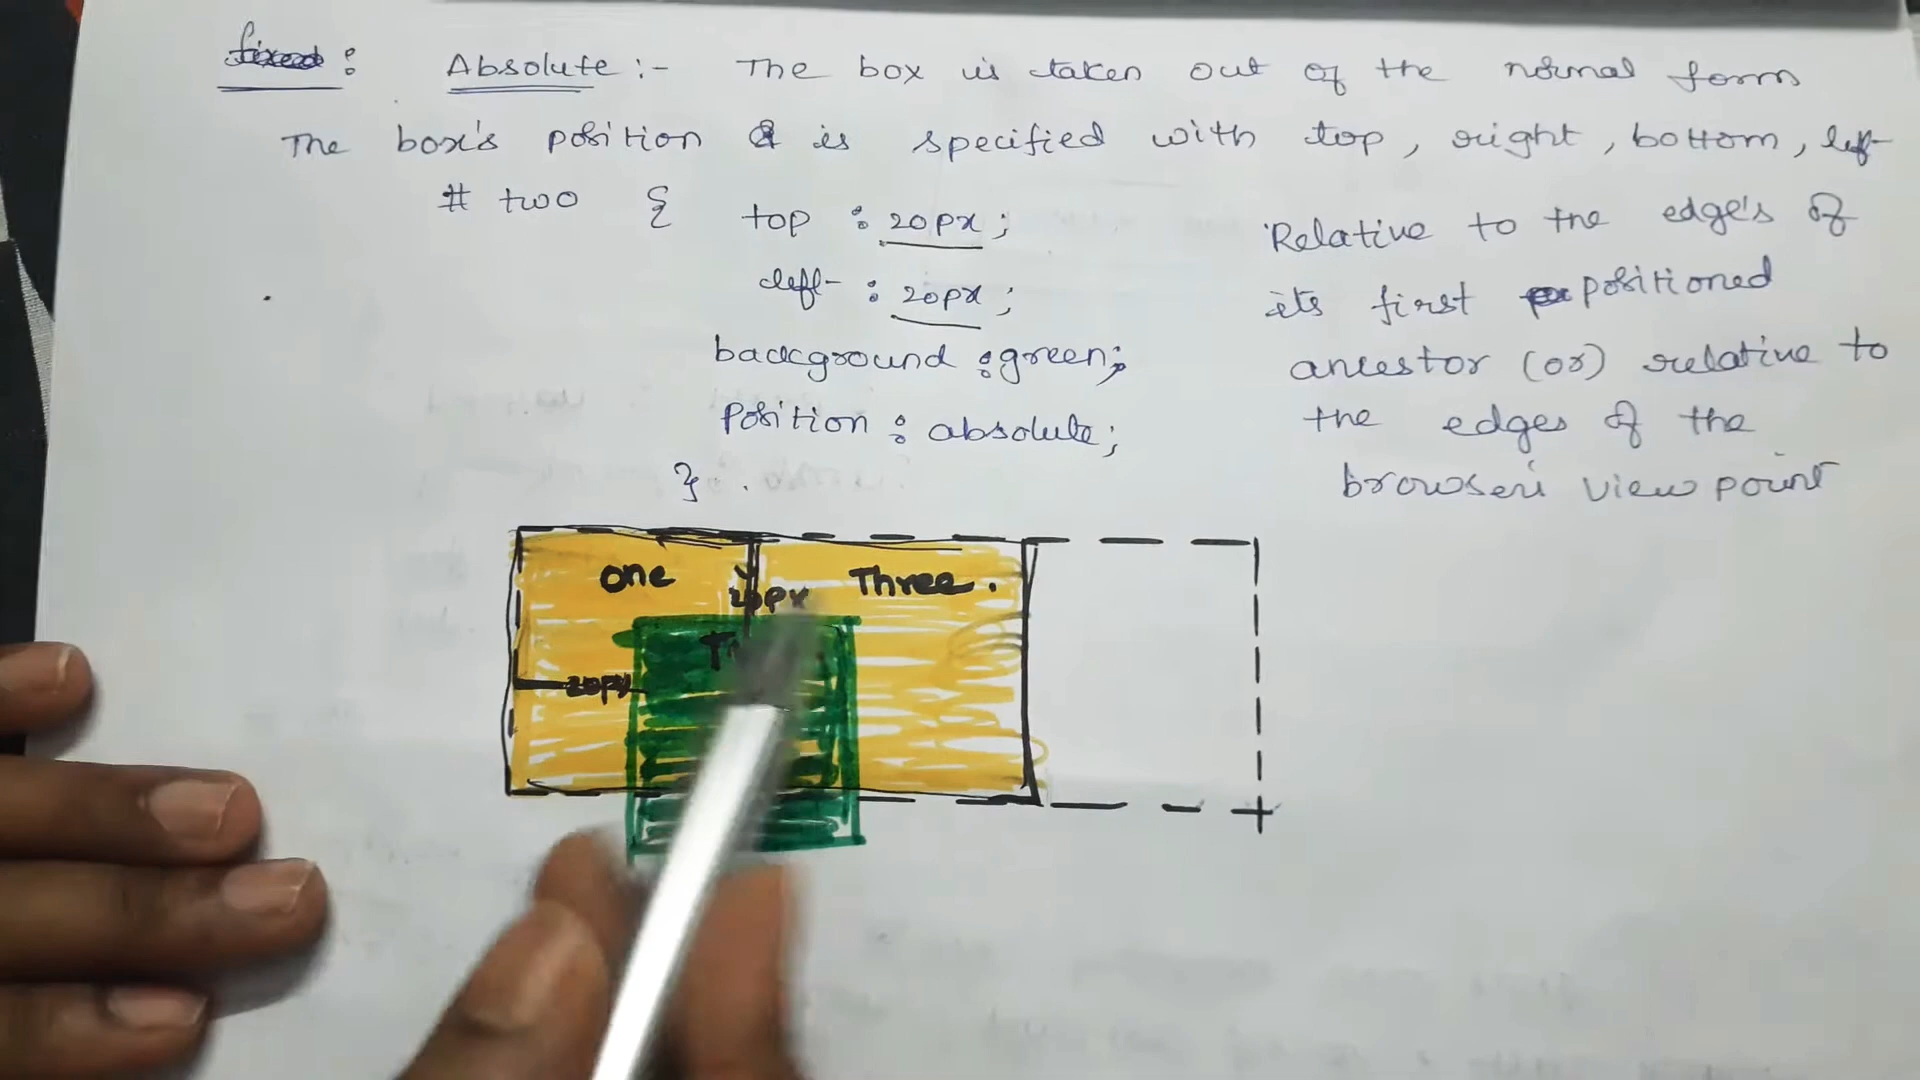 fixed : Absolute :- The box is taken out of the normal form
The box's position is specified with top, right, bottom, left
# two { top : 20px;
left : 20px;
background : green;
Position : absolute;
}
Relative to the edge's of
its first positioned
ancestor (or) relative to
the edges of the
browser's view point
one
20px
Three.
20px